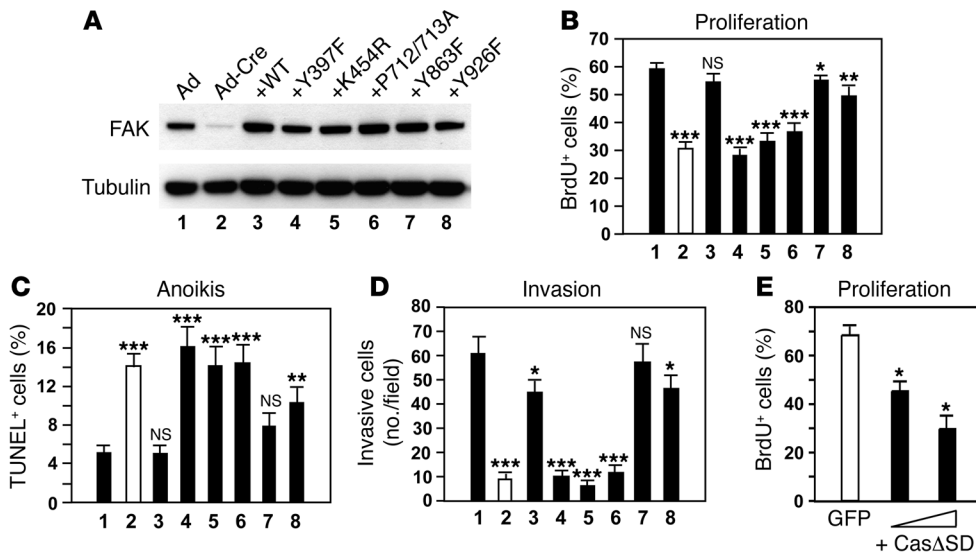 A
Ad
Ad-Cre
+WT
+Y397F
+K454R
+P712/713A
+Y863F
+Y926F
FAK
Tubulin
1 2 3 4 5 6 7 8
B
Proliferation
BrdU+ cells (%)
70
60
50
40
30
20
10
0
NS
***
***
***
***
*
**
1 2 3 4 5 6 7 8
C
Anoikis
TUNEL+ cells (%)
20
16
12
8
4
0
***
NS
***
***
***
NS
**
1 2 3 4 5 6 7 8
D
Invasion
Invasive cells
(no./field)
80
70
60
50
40
30
20
10
0
***
*
***
***
***
NS
*
1 2 3 4 5 6 7 8
E
Proliferation
BrdU+ cells (%)
80
60
40
20
0
*
*
GFP
+ Cas∆SD